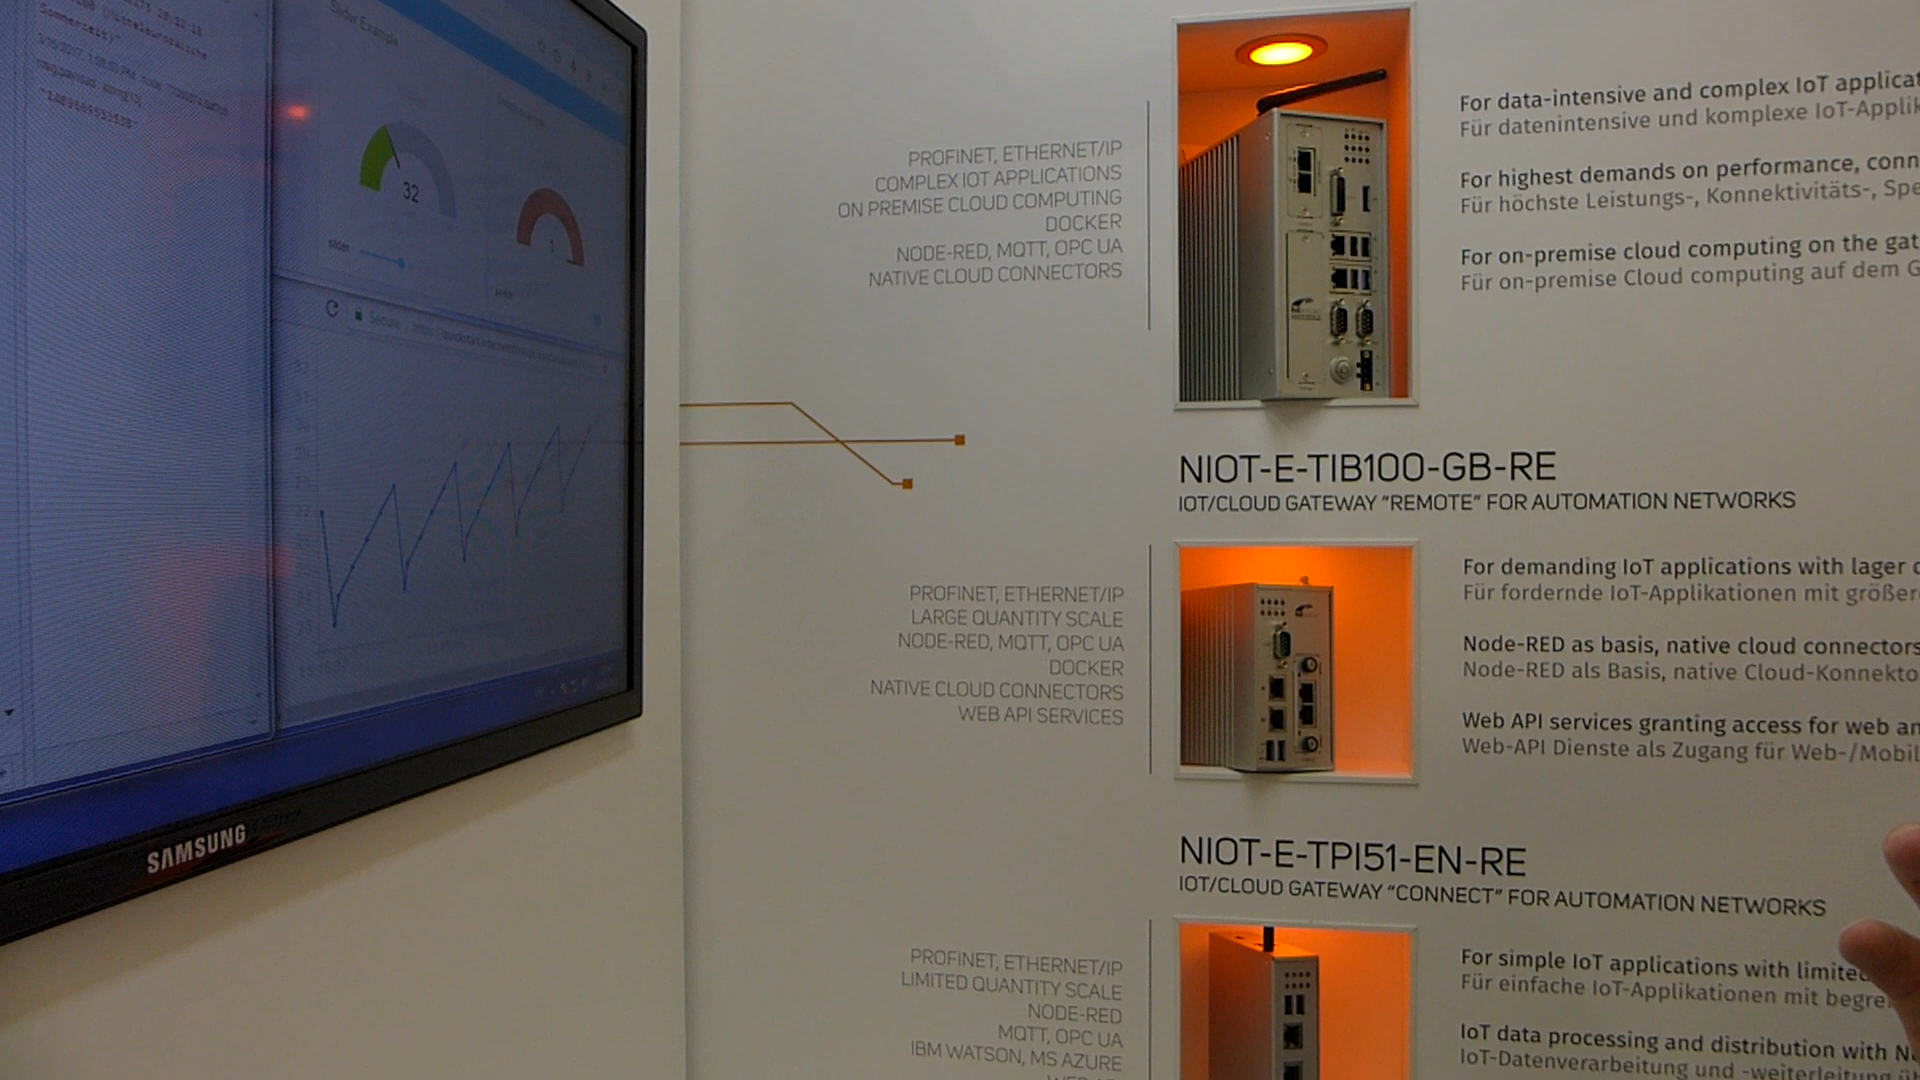 Sommerzeit)"
Slider Example
32
slider
1
Secure
SAMSUNG
PROFINET, ETHERNET/IP
COMPLEX IOT APPLICATIONS
ON PREMISE CLOUD COMPUTING
DOCKER
NODE-RED, MQTT, OPC UA
NATIVE CLOUD CONNECTORS
For data-intensive and complex IoT applicat
Für datenintensive und komplexe IoT-Applik
For highest demands on performance, conn
Für höchste Leistungs-, Konnektivitäts-, Spe
For on-premise cloud computing on the gat
Für on-premise Cloud computing auf dem G
NIOT-E-TIB100-GB-RE
IOT/CLOUD GATEWAY "REMOTE" FOR AUTOMATION NETWORKS
PROFINET, ETHERNET/IP
LARGE QUANTITY SCALE
NODE-RED, MQTT, OPC UA
DOCKER
NATIVE CLOUD CONNECTORS
WEB API SERVICES
For demanding IoT applications with lager
Für fordernde IoT-Applikationen mit größer
Node-RED as basis, native cloud connectors
Node-RED als Basis, native Cloud-Konnekto
Web API services granting access for web an
Web-API Dienste als Zugang für Web-/Mobil
NIOT-E-TPI51-EN-RE
IOT/CLOUD GATEWAY "CONNECT" FOR AUTOMATION NETWORKS
PROFINET, ETHERNET/IP
LIMITED QUANTITY SCALE
NODE-RED
MQTT, OPC UA
IBM WATSON, MS AZURE
For simple IoT applications with limited
Für einfache IoT-Applikationen mit begre
IoT data processing and distribution with N
IoT-Datenverarbeitung und -weiterleitung